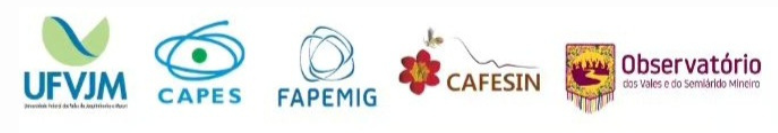 UFVJM
Universidade Federal dos Vales do Jequitinhonha e Mucuri
CAPES
FAPEMIG
CAFESIN
Observatório
dos Vales e do Semiárido Mineiro